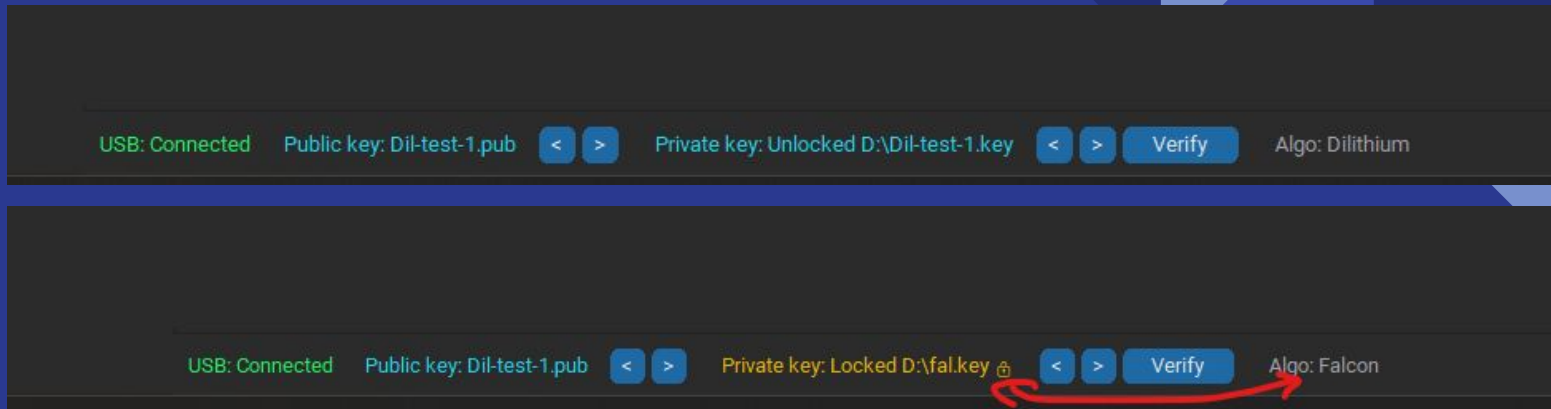 USB: Connected Public key: Dil-test-1.pub < > Private key: Unlocked D:\Dil-test-1.key < > Verify Algo: Dilithium
USB: Connected Public key: Dil-test-1.pub < > Private key: Locked D:\fal.key < > Verify Algo: Falcon